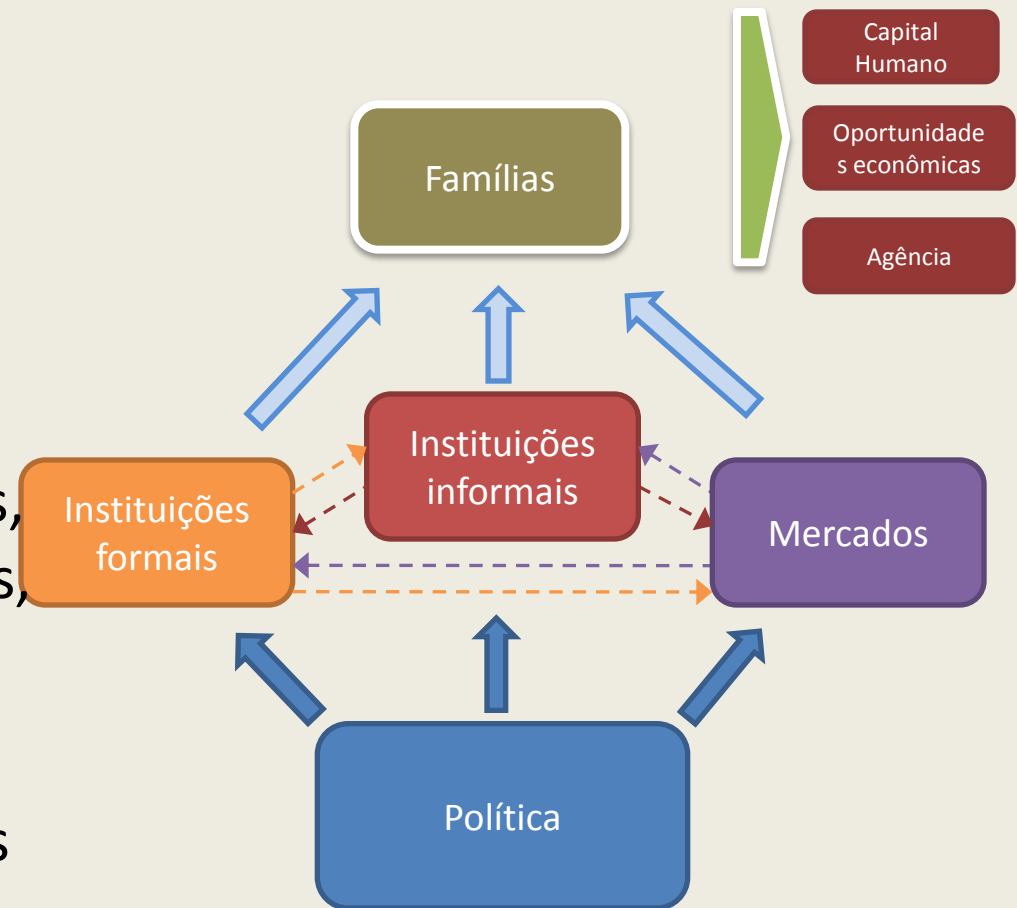 Capital
Humano
Famílias
Oportunidade
s econômicas
Agência
Instituições
informais
Instituições
formais
Mercados
s,
s,
Política
s